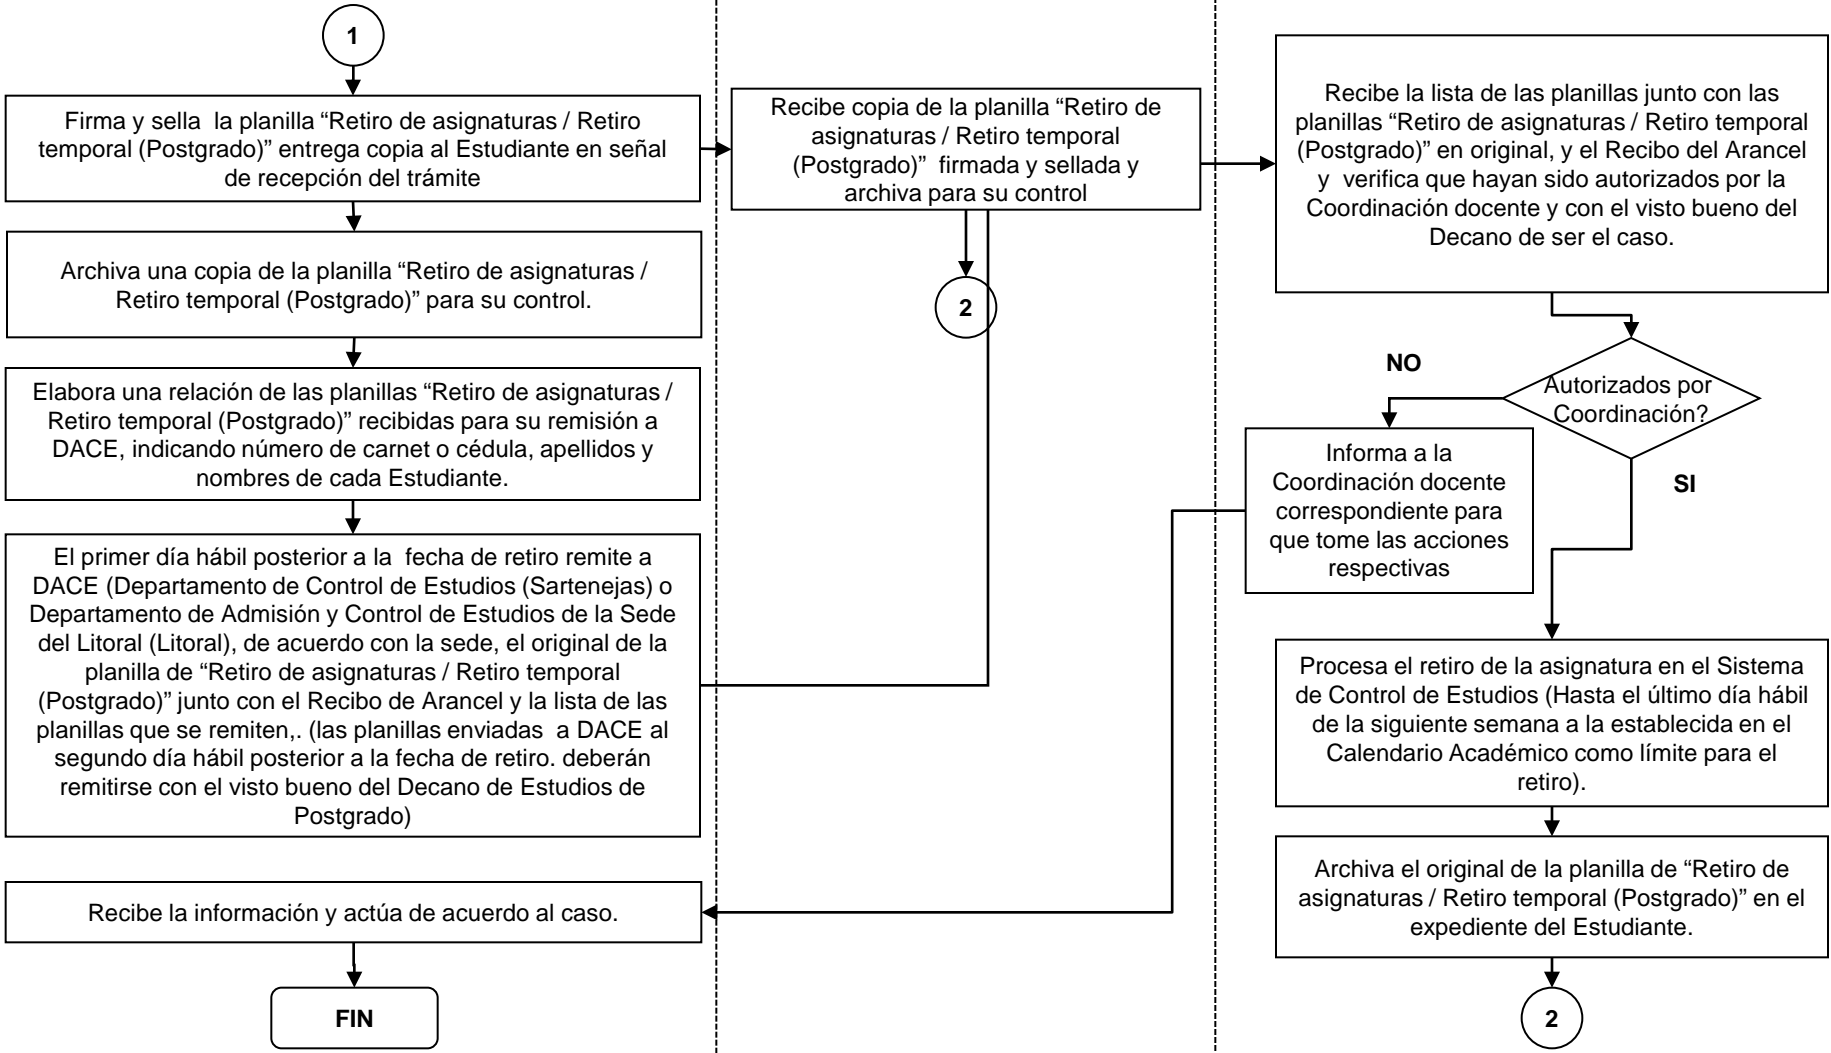 1
Firma y sella la planilla “Retiro de asignaturas / Retiro
temporal (Postgrado)” entrega copia al Estudiante en señal
de recepción del trámite
Archiva una copia de la planilla “Retiro de asignaturas /
Retiro temporal (Postgrado)” para su control.
Elabora una relación de las planillas “Retiro de asignaturas /
Retiro temporal (Postgrado)” recibidas para su remisión a
DACE, indicando número de carnet o cédula, apellidos y
nombres de cada Estudiante.
El primer día hábil posterior a la fecha de retiro remite a
DACE (Departamento de Control de Estudios (Sartenejas) o
Departamento de Admisión y Control de Estudios de la Sede
del Litoral (Litoral), de acuerdo con la sede, el original de la
planilla de “Retiro de asignaturas / Retiro temporal
(Postgrado)” junto con el Recibo de Arancel y la lista de las
planillas que se remiten,. (las planillas enviadas a DACE al
segundo día hábil posterior a la fecha de retiro. deberán
remitirse con el visto bueno del Decano de Estudios de
Postgrado)
Recibe la información y actúa de acuerdo al caso.
FIN
Recibe copia de la planilla “Retiro de
asignaturas / Retiro temporal
(Postgrado)” firmada y sellada y
archiva para su control
2
Recibe la lista de las planillas junto con las
planillas “Retiro de asignaturas / Retiro temporal
(Postgrado)” en original, y el Recibo del Arancel
y verifica que hayan sido autorizados por la
Coordinación docente y con el visto bueno del
Decano de ser el caso.
Autorizados por
Coordinación?
NO
Informa a la
Coordinación docente
correspondiente para
que tome las acciones
respectivas
SI
Procesa el retiro de la asignatura en el Sistema
de Control de Estudios (Hasta el último día hábil
de la siguiente semana a la establecida en el
Calendario Académico como límite para el
retiro).
Archiva el original de la planilla de “Retiro de
asignaturas / Retiro temporal (Postgrado)” en el
expediente del Estudiante.
2